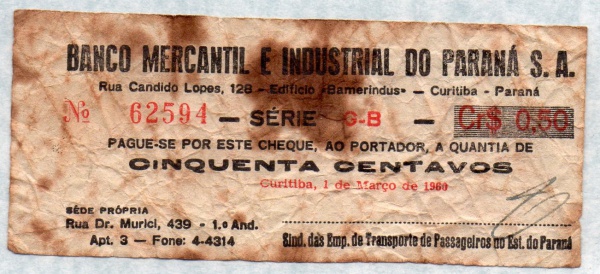 BANCO MERCANTIL E INDUSTRIAL DO PARANÁ S. A.
Rua Candido Lopes, 128 — Edifício «Bamerindus» — Curitiba - Paraná
Nº 62594 — SÉRIE G-B — Cr$ 0,50
PAGUE-SE POR ESTE CHEQUE, AO PORTADOR, A QUANTIA DE
CINQUENTA CENTAVOS
Curitiba, 1 de Março de 1960
SÉDE PRÓPRIA
Rua Dr. Murici, 439 - 1.o And.
Apt. 3 — Fone: 4-4314
Sind. das Emp. de Transporte de Passageiros no Est. do Paraná